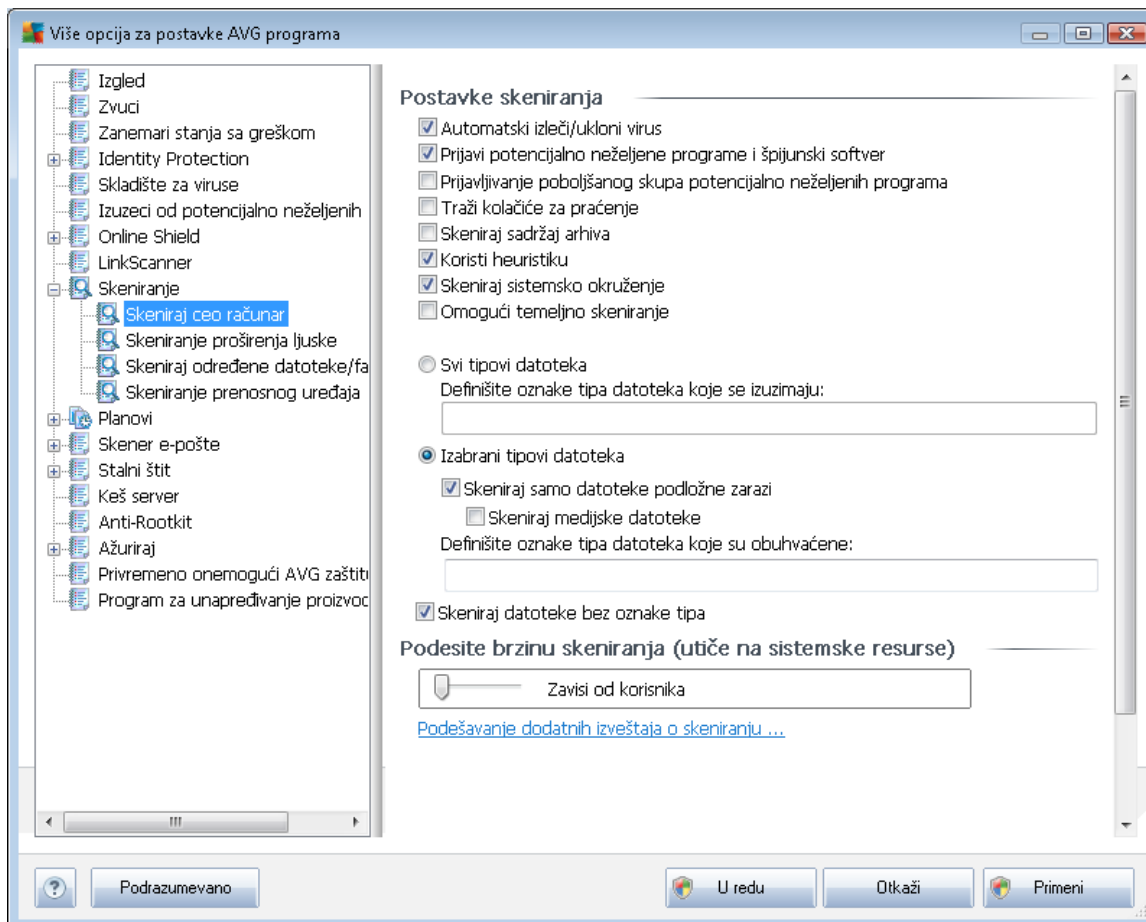 Više opcija za postavke AVG programa
Izgled
Zvuci
Zanemari stanja sa greškom
Identity Protection
Skladište za viruse
Izuzeci od potencijalno neželjenih
Online Shield
LinkScanner
Skeniranje
Skeniraj ceo računar
Skeniranje proširenja ljuske
Skeniraj određene datoteke/fa
Skeniranje prenosnog uređaja
Planovi
Skener e-pošte
Stalni štit
Keš server
Anti-Rootkit
Ažuriraj
Privremeno onemogući AVG zaštitu
Program za unapređivanje proizvod
Postavke skeniranja
Automatski izleči/ukloni virus
Prijavi potencijalno neželjene programe i špijunski softver
Prijavljivanje poboljšanog skupa potencijalno neželjenih programa
Traži kolačiće za praćenje
Skeniraj sadržaj arhiva
Koristi heuristiku
Skeniraj sistemsko okruženje
Omogući temeljno skeniranje
Svi tipovi datoteka
Definišite oznake tipa datoteka koje se izuzimaju:
Izabrani tipovi datoteka
Skeniraj samo datoteke podložne zarazi
Skeniraj medijske datoteke
Definišite oznake tipa datoteka koje su obuhvaćene:
Skeniraj datoteke bez oznake tipa
Podesite brzinu skeniranja (utiče na sistemske resurse)
Zavisi od korisnika
Podešavanje dodatnih izveštaja o skeniranju ...
Podrazumevano
U redu
Otkaži
Primeni